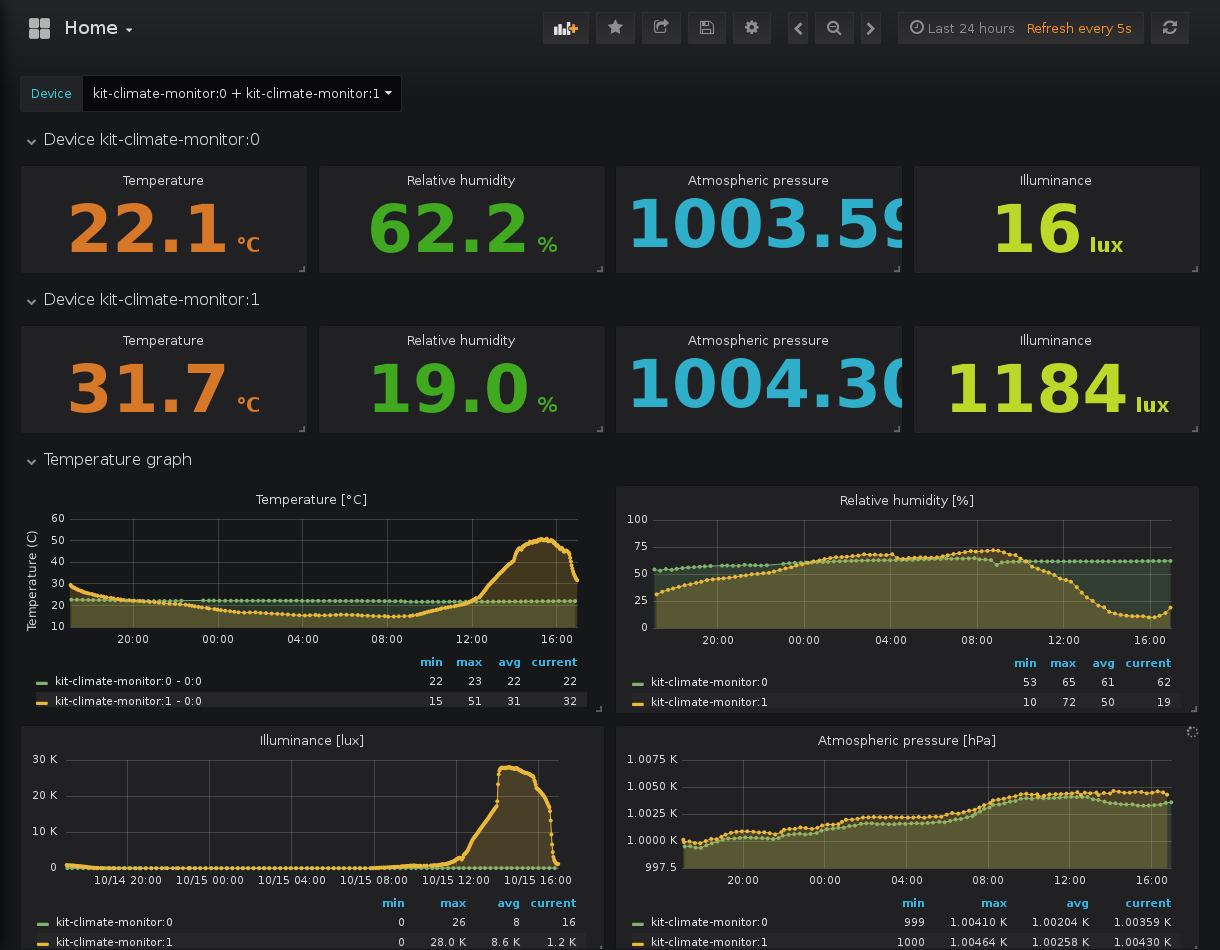 Home
Last 24 hours Refresh every 5s
Device kit-climate-monitor:0 + kit-climate-monitor:1
Device kit-climate-monitor:0
Temperature Relative humidity Atmospheric pressure Illuminance
22.1 °C 62.2 % 1003.59 16 lux
Device kit-climate-monitor:1
Temperature Relative humidity Atmospheric pressure Illuminance
31.7 °C 19.0 % 1004.30 1184 lux
Temperature graph
Temperature [°C]
Temperature (C)
60
50
40
30
20
10
20:00 00:00 04:00 08:00 12:00 16:00
min max avg current
kit-climate-monitor:0 - 0:0 22 23 22 22
kit-climate-monitor:1 - 0:0 15 51 31 32
Relative humidity [%]
100
75
50
25
0
20:00 00:00 04:00 08:00 12:00 16:00
min max avg current
kit-climate-monitor:0 53 65 61 62
kit-climate-monitor:1 10 72 50 19
Illuminance [lux]
30 K
20 K
10 K
0
10/14 20:00 10/15 00:00 10/15 04:00 10/15 08:00 10/15 12:00 10/15 16:00
min max avg current
kit-climate-monitor:0 0 26 8 16
kit-climate-monitor:1 0 28.0 K 8.6 K 1.2 K
Atmospheric pressure [hPa]
1.0075 K
1.0050 K
1.0025 K
1.0000 K
997.5
20:00 00:00 04:00 08:00 12:00 16:00
min max avg current
kit-climate-monitor:0 999 1.00410 K 1.00204 K 1.00359 K
kit-climate-monitor:1 1000 1.00464 K 1.00258 K 1.00430 K